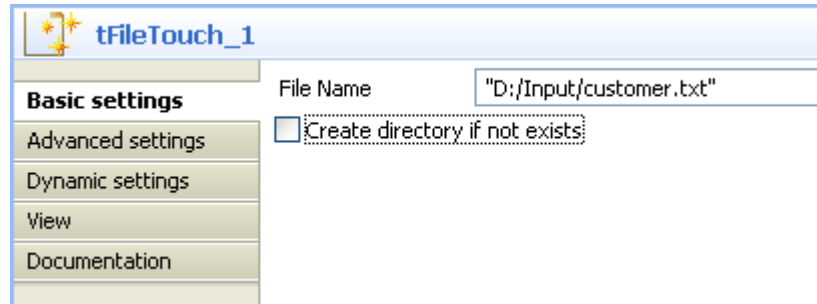 tFileTouch_1
Basic settings
Advanced settings
Dynamic settings
View
Documentation
File Name "D:/Input/customer.txt"
Create directory if not exists